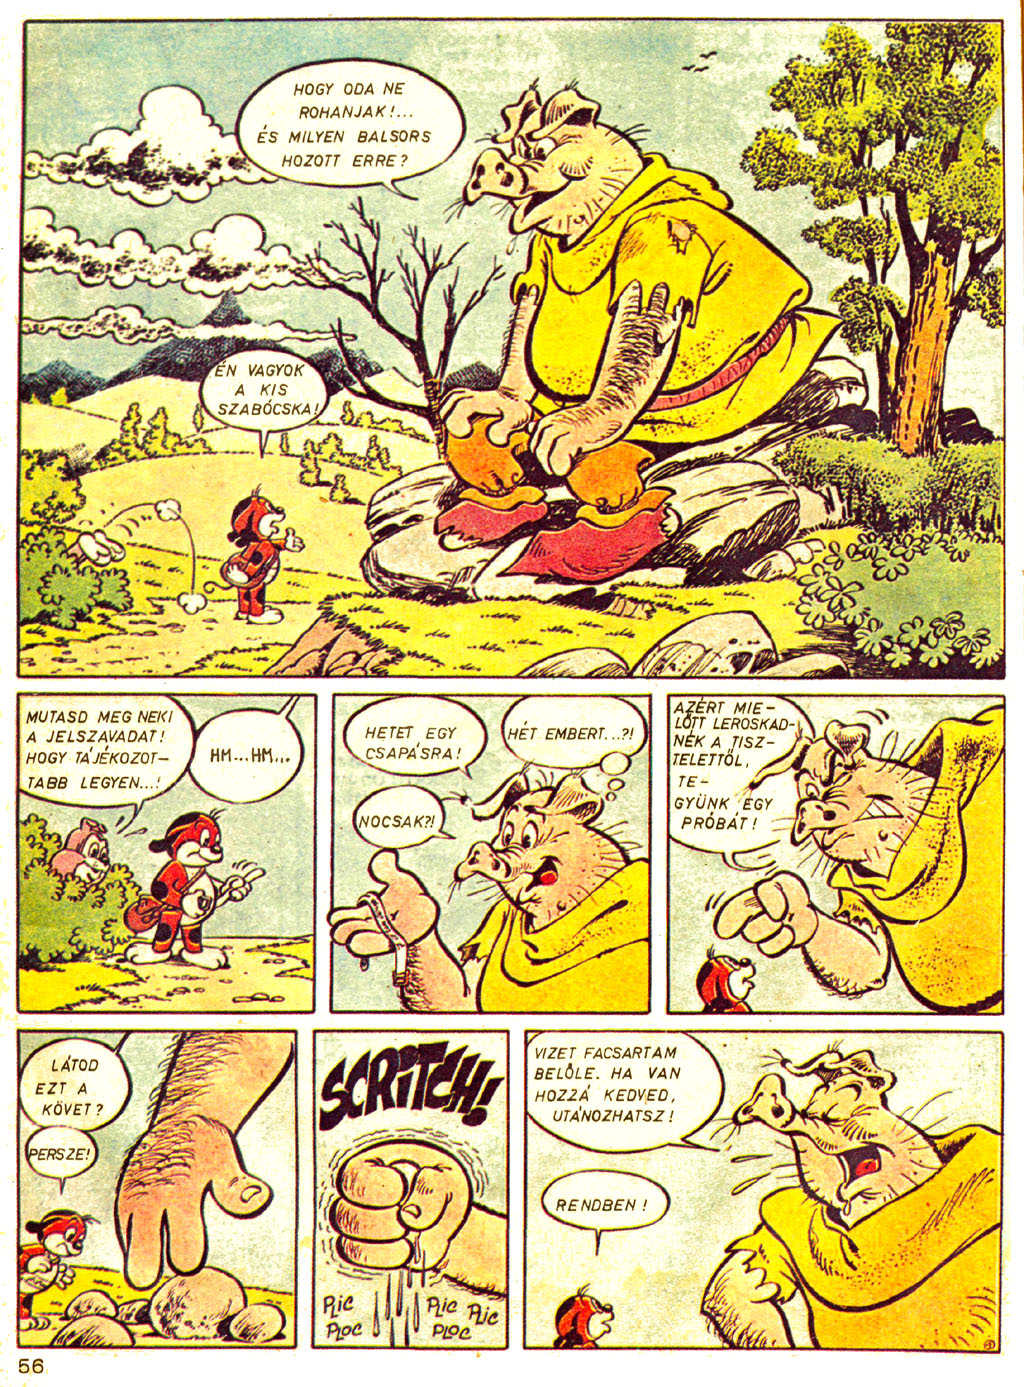 HOGY ODA NE
ROHANJAK!...
ÉS MILYEN BALSORS
HOZOTT ERRE?
ÉN VAGYOK
A KIS
SZABÓCSKA!
MUTASD MEG NEKI
A JELSZAVADAT!
HOGY TÁJÉKOZOT-
TABB LEGYEN...!
HM...HM...
HETET EGY
CSAPÁSRA!
HÉT EMBERT...?!
NOCSAK?!
AZÉRT MIE-
LŐTT LEROSKAD-
NÉK A TISZ-
TELETTŐL,
TE-
GYÜNK EGY
PRÓBÁT!
LÁTOD
EZT A
KÖVET?
PERSZE!
SCRITCH!
PLIC
PLOC
PLIC
PLOC
PLIC
VIZET FACSARTAM
BELŐLE. HA VAN
HOZZÁ KEDVED,
UTÁNOZHATSZ!
RENDBEN!
56